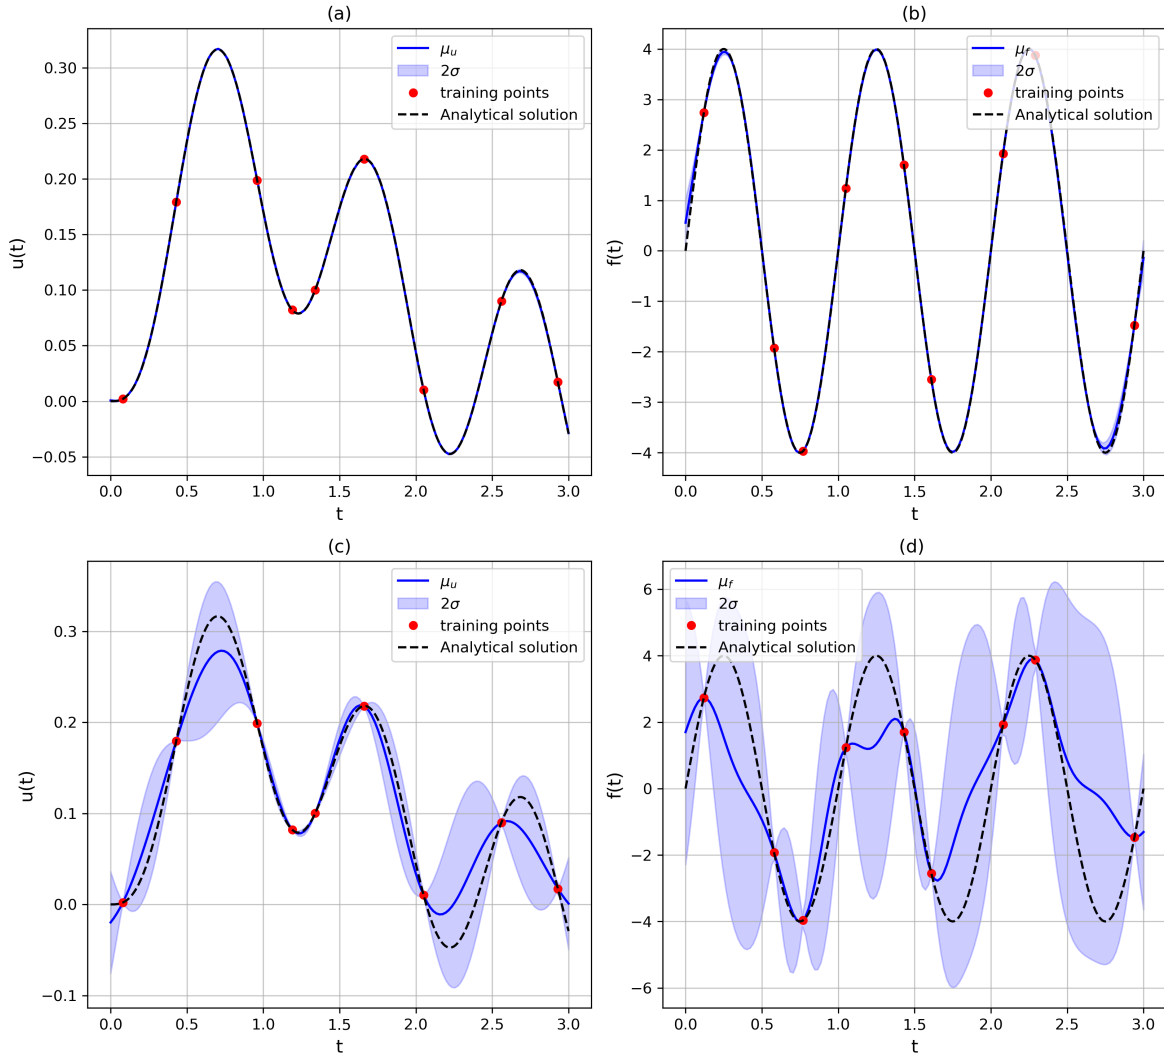 (a)
u(t)
0.30
0.25
0.20
0.15
0.10
0.05
0.00
−0.05
0.0 0.5 1.0 1.5 2.0 2.5 3.0
t
μu
2σ
training points
Analytical solution
(b)
f(t)
4
3
2
1
0
−1
−2
−3
−4
0.0 0.5 1.0 1.5 2.0 2.5 3.0
t
μf
2σ
training points
Analytical solution
(c)
u(t)
0.3
0.2
0.1
0.0
−0.1
0.0 0.5 1.0 1.5 2.0 2.5 3.0
t
μu
2σ
training points
Analytical solution
(d)
f(t)
6
4
2
0
−2
−4
−6
0.0 0.5 1.0 1.5 2.0 2.5 3.0
t
μf
2σ
training points
Analytical solution